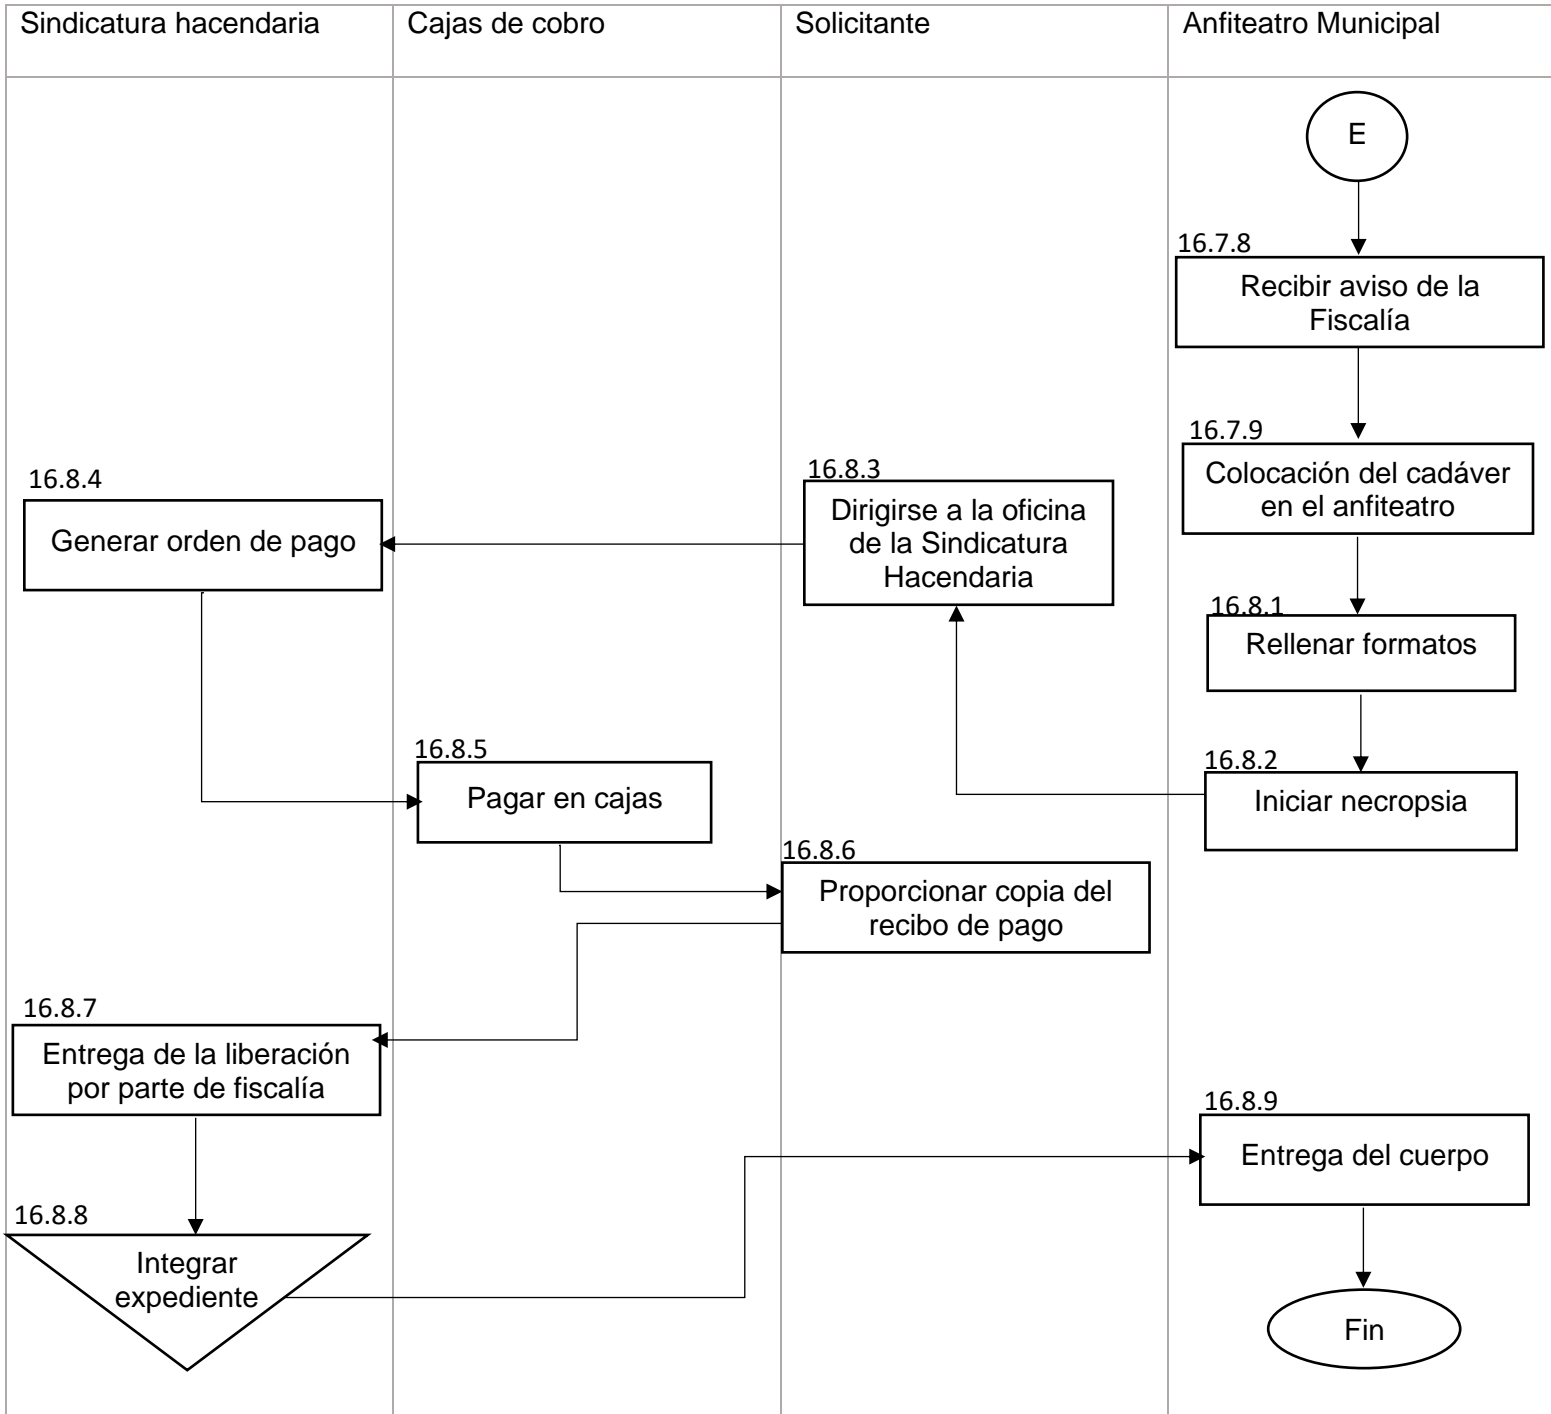 Sindicatura hacendaria
Cajas de cobro
Solicitante
Anfiteatro Municipal
E
16.7.8
Recibir aviso de la
Fiscalía
16.7.9
Colocación del cadáver
en el anfiteatro
16.8.1
Rellenar formatos
16.8.2
Iniciar necropsia
16.8.3
Dirigirse a la oficina
de la Sindicatura
Hacendaria
16.8.4
Generar orden de pago
16.8.5
Pagar en cajas
16.8.6
Proporcionar copia del
recibo de pago
16.8.7
Entrega de la liberación
por parte de fiscalía
16.8.8
Integrar
expediente
16.8.9
Entrega del cuerpo
Fin